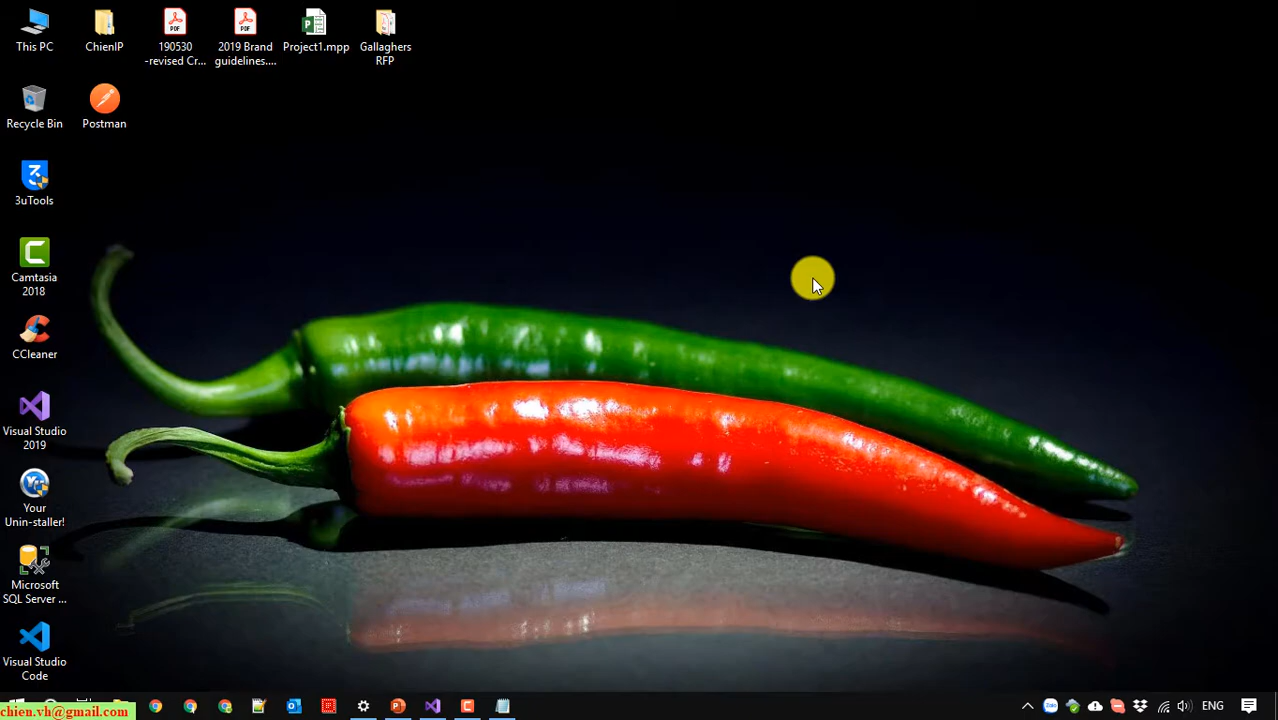 This PC
ChienIP
190530
-revised Cr...
2019 Brand
guidelines....
Project1.mpp
Gallaghers
RFP
Recycle Bin
Postman
3uTools
Camtasia
2018
CCleaner
Visual Studio
2019
Your
Unin-staller!
Microsoft
SQL Server ...
Visual Studio
Code
chien.vh@gmail.com
ENG